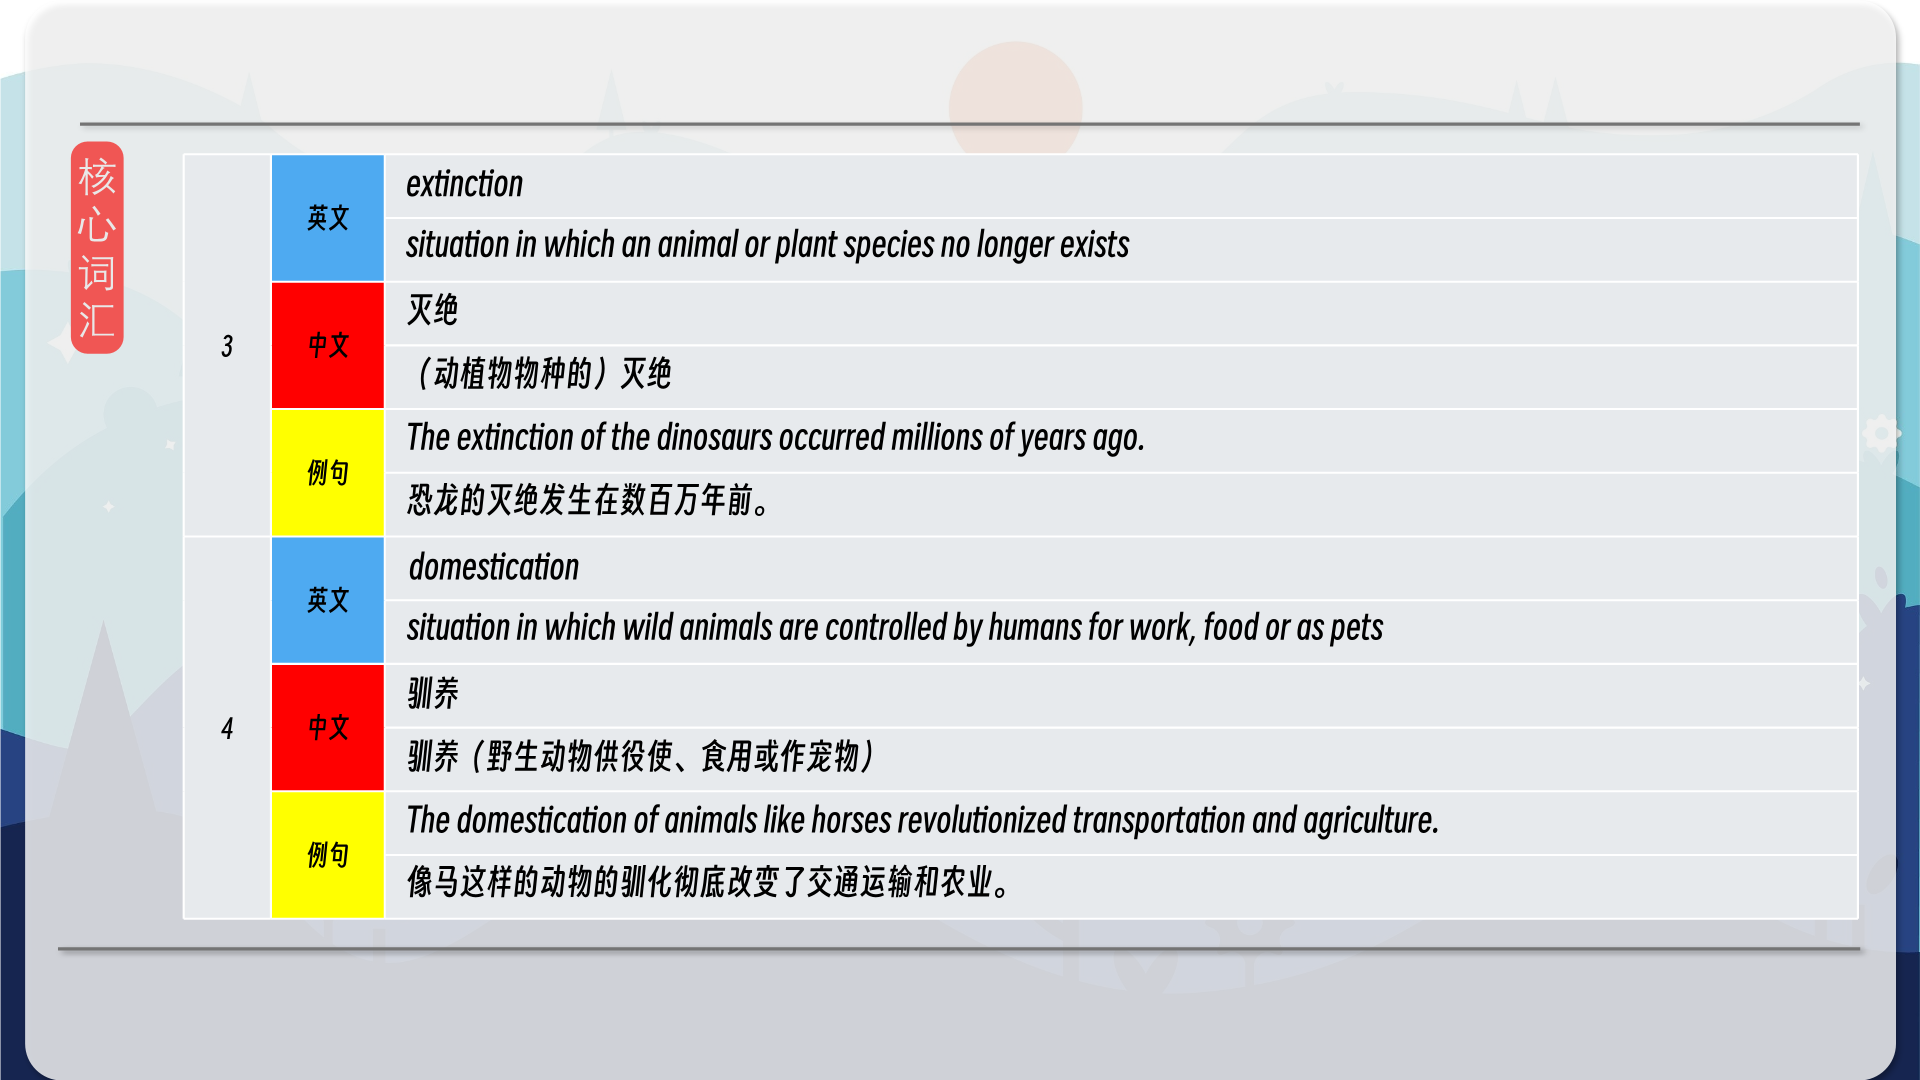 核心词汇
3
英文
extinction
situation in which an animal or plant species no longer exists
中文
灭绝
（动植物物种的）灭绝
例句
The extinction of the dinosaurs occurred millions of years ago.
恐龙的灭绝发生在数百万年前。
4
英文
domestication
situation in which wild animals are controlled by humans for work, food or as pets
中文
驯养
驯养（野生动物供役使、食用或作宠物）
例句
The domestication of animals like horses revolutionized transportation and agriculture.
像马这样的动物的驯化彻底改变了交通运输和农业。